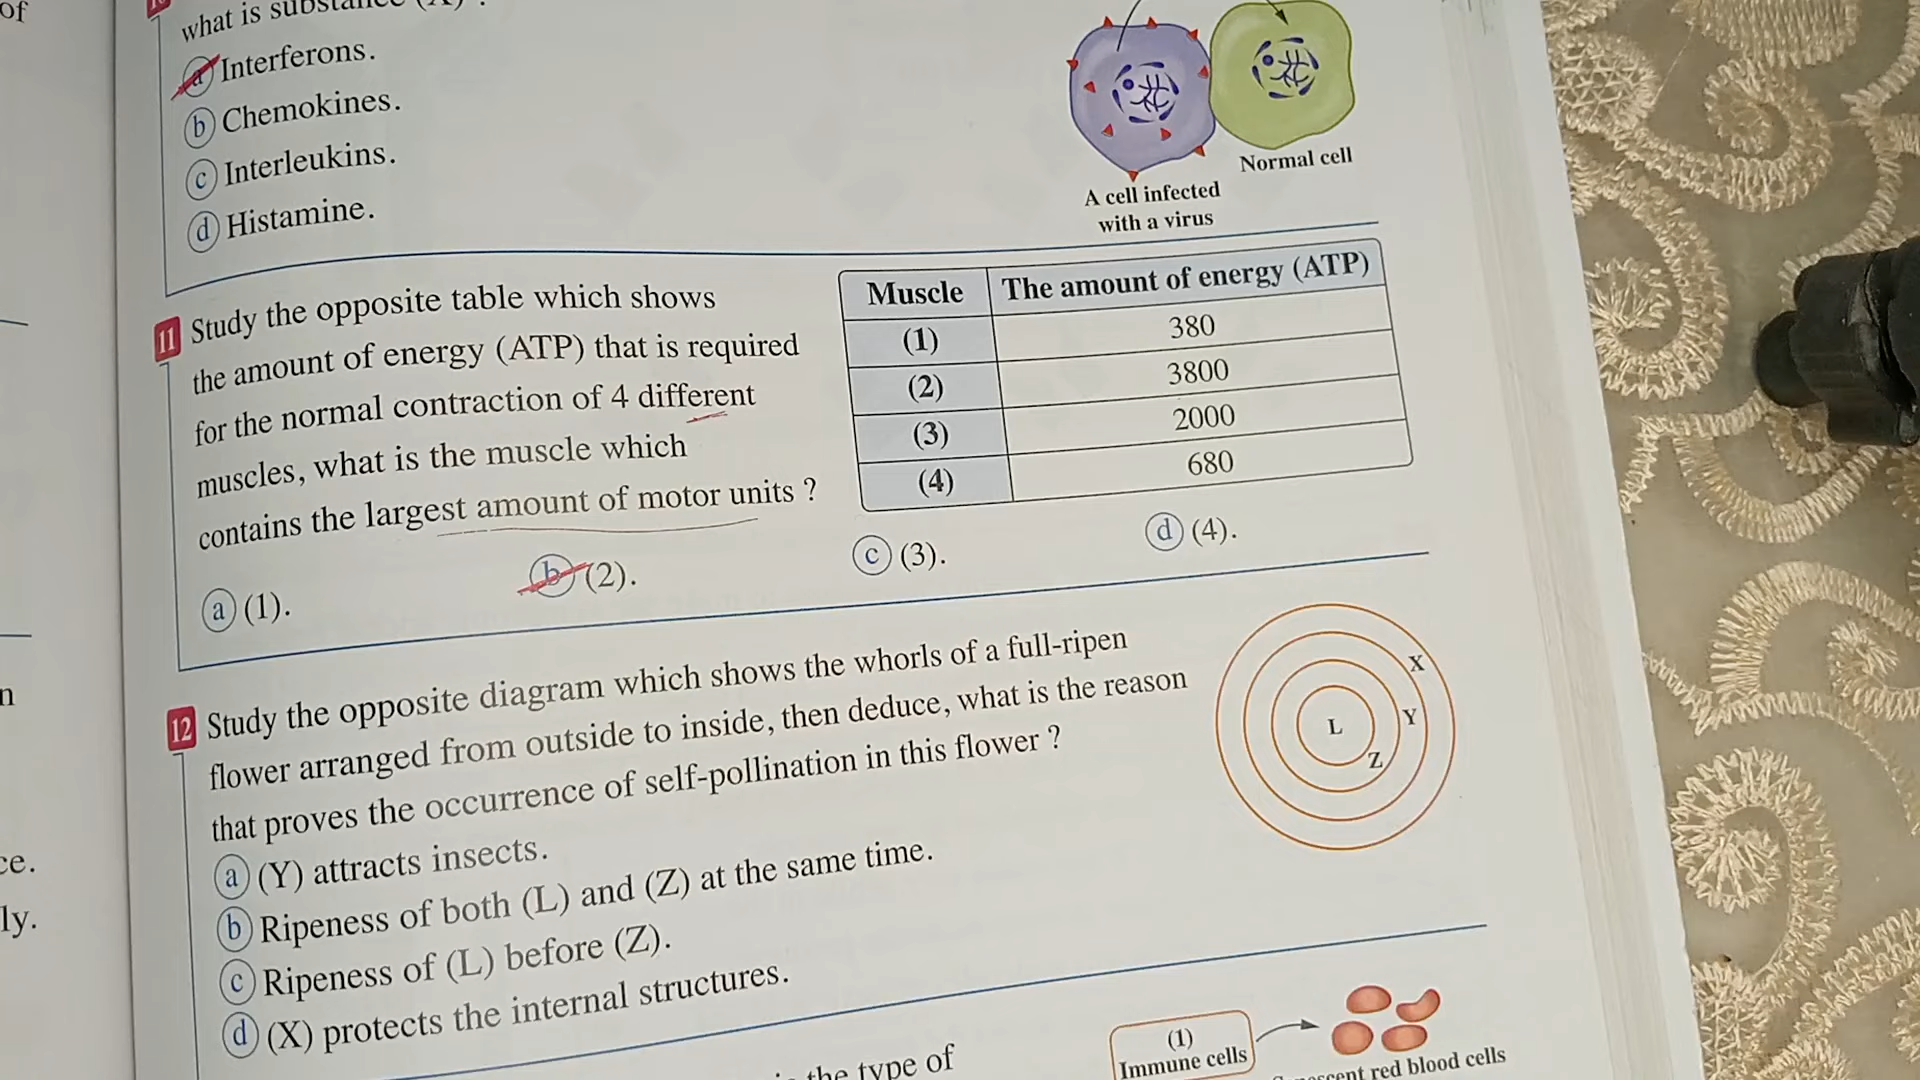 of
what is substance (X) ?
a Interferons.
b Chemokines.
c Interleukins.
d Histamine.
A cell infected
with a virus
Normal cell
11 Study the opposite table which shows
the amount of energy (ATP) that is required
for the normal contraction of 4 different
muscles, what is the muscle which
contains the largest amount of motor units ?
Muscle The amount of energy (ATP)
(1) 380
(2) 3800
(3) 2000
(4) 680
a (1).
b (2).
c (3).
d (4).
n
12 Study the opposite diagram which shows the whorls of a full-ripen
flower arranged from outside to inside, then deduce, what is the reason
that proves the occurrence of self-pollination in this flower ?
X
Y
L
Z
a (Y) attracts insects.
b Ripeness of both (L) and (Z) at the same time.
c Ripeness of (L) before (Z).
d (X) protects the internal structures.
ce.
ly.
the type of
(1)
Immune cells
red blood cells